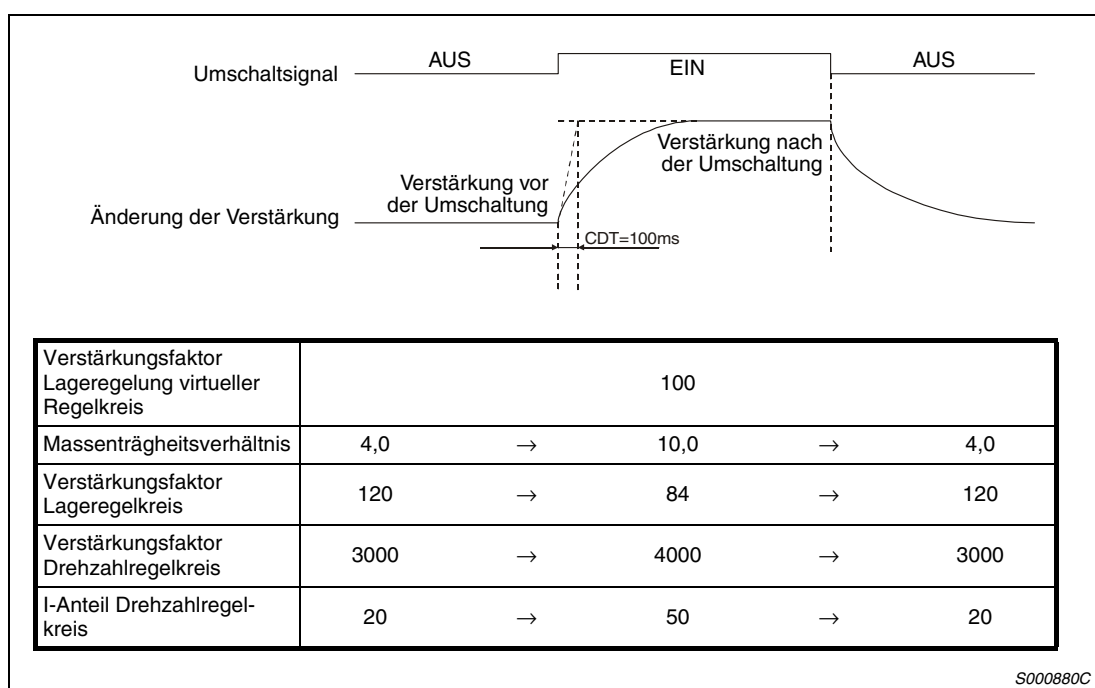 Umschaltsignal
AUS
EIN
AUS
Änderung der Verstärkung
Verstärkung vor
der Umschaltung
Verstärkung nach
der Umschaltung
CDT=100ms
Verstärkungsfaktor
Lageregelung virtueller
Regelkreis
100
Massenträgheitsverhältnis 4,0 → 10,0 → 4,0
Verstärkungsfaktor
Lageregelkreis
120 → 84 → 120
Verstärkungsfaktor
Drehzahlregelkreis
3000 → 4000 → 3000
I-Anteil Drehzahlregel-
kreis
20 → 50 → 20
S000880C